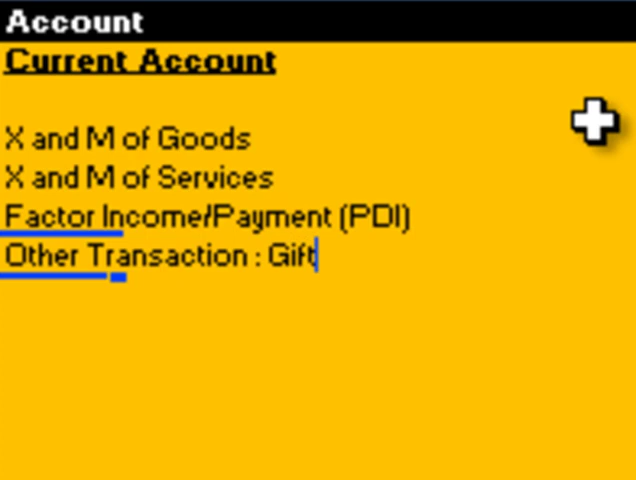 Account
Current Account
X and M of Goods
X and M of Services
Factor Income/Payment (PDI)
Other Transaction : Gift